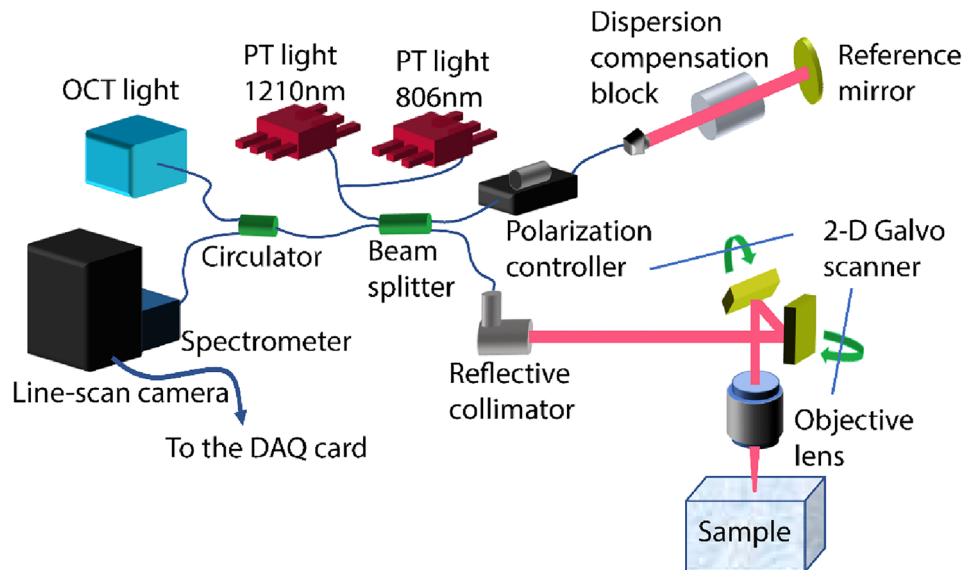 OCT light
PT light
1210nm
PT light
806nm
Dispersion
compensation
block
Reference
mirror
Circulator
Beam
splitter
Polarization
controller
2-D Galvo
scanner
Spectrometer
Line-scan camera
To the DAQ card
Reflective
collimator
Objective
lens
Sample